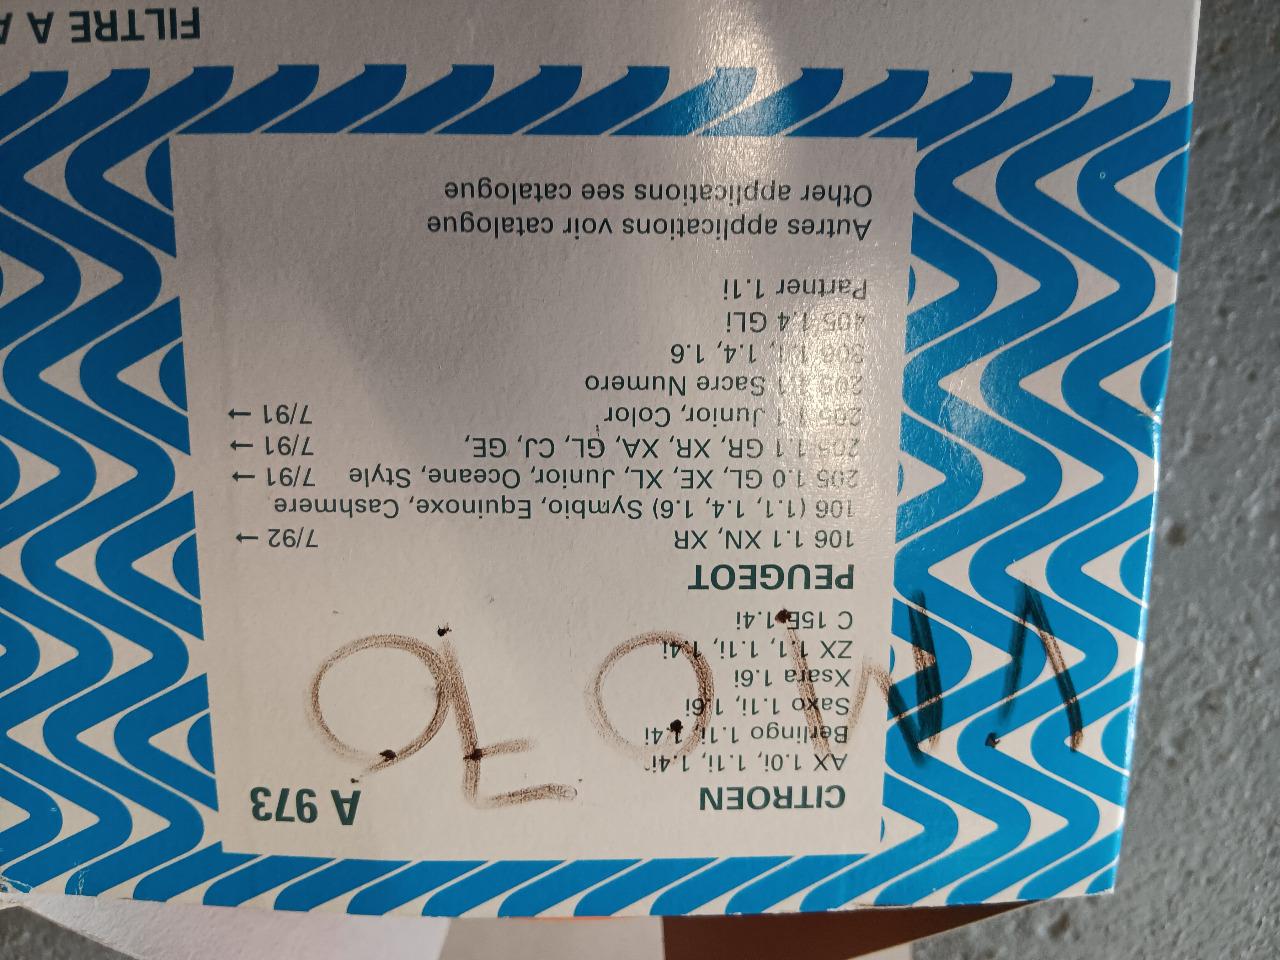 CITROEN A 973
AX 1.0i, 1.1i, 1.4i
Berlingo 1.1i, 1.4i
Saxo 1.1i, 1.6i
Xsara 1.6i
ZX 1.1, 1.1i, 1.4i
C 15E 1.4i
PEUGEOT
106 1.1 XN, XR 7/92 →
106 (1.1, 1.4, 1.6) Symbio, Equinoxe, Cashmere
205 1.0 GL, XE, XL, Junior, Oceane, Style 7/91 →
205 1.1 GR, XR, XA, GL, CJ, GE, 7/91 →
205 1.1 Junior, Color 7/91 →
205 1.1 Sacre Numero
306 1.1, 1.4, 1.6
405 1.4 GLi
Partner 1.1i
Autres applications voir catalogue
Other applications see catalogue
FILTRE A A